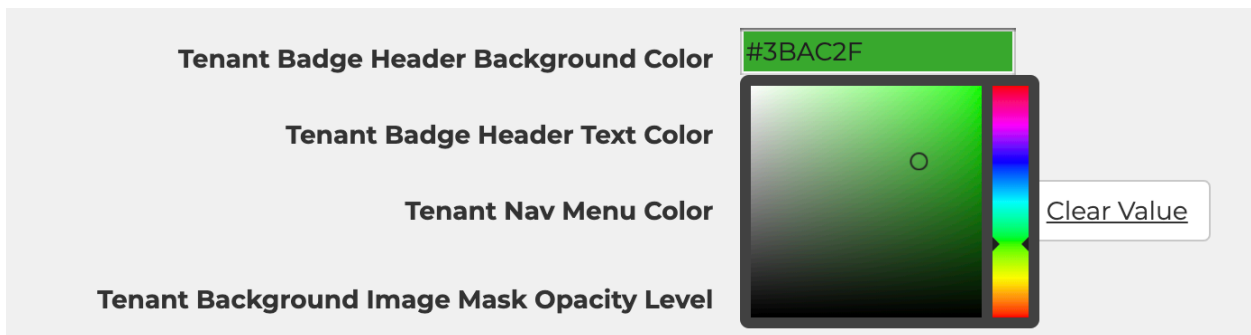 Tenant Badge Header Background Color #3BAC2F
Tenant Badge Header Text Color
Tenant Nav Menu Color Clear Value
Tenant Background Image Mask Opacity Level